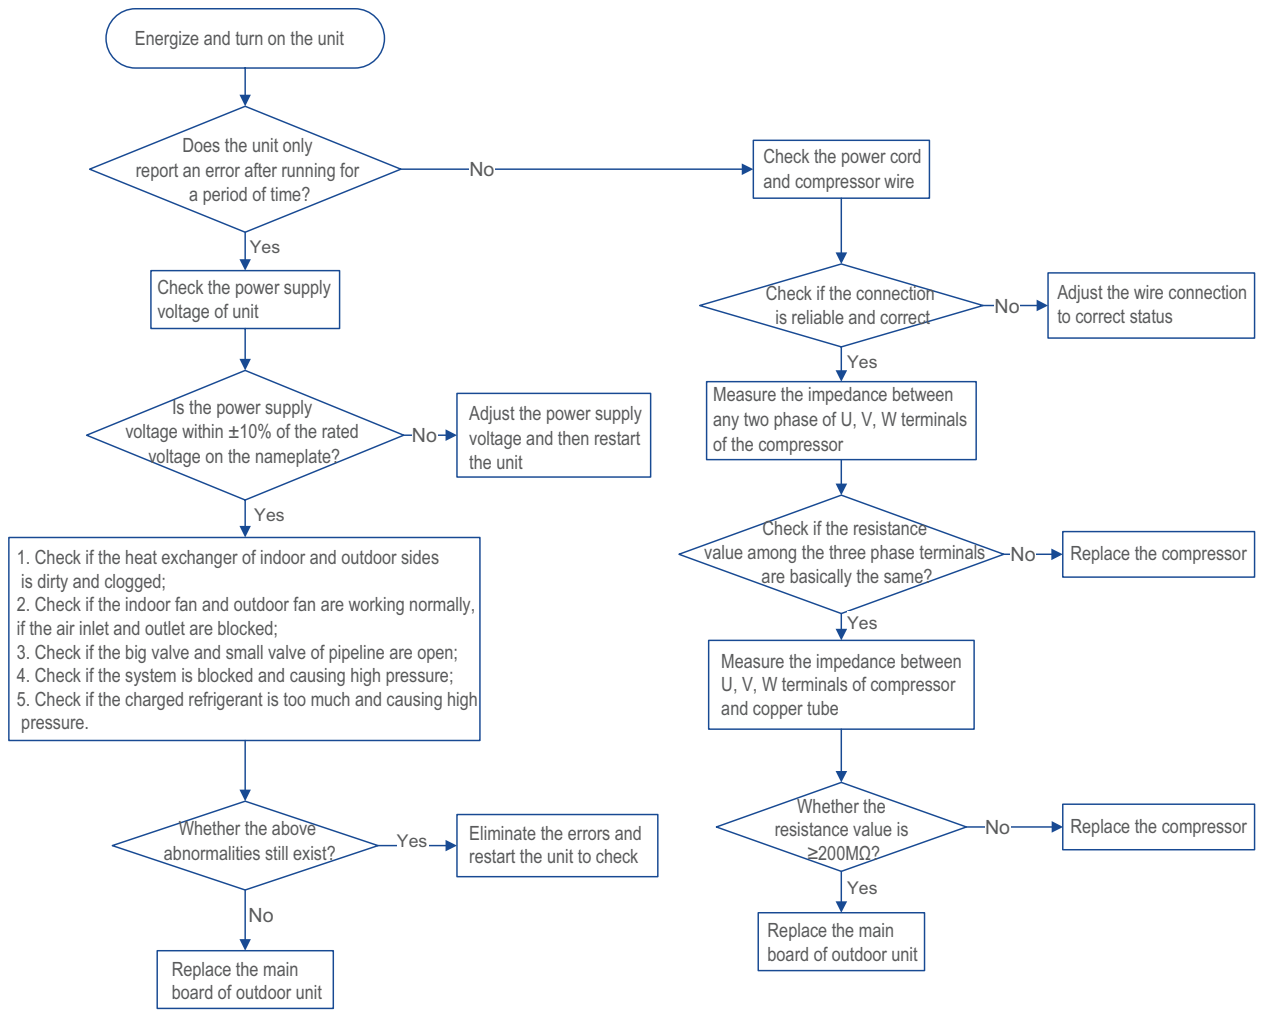 Energize and turn on the unit
Does the unit only
report an error after running for
a period of time?
No
Yes
Check the power supply
voltage of unit
Is the power supply
voltage within ±10% of the rated
voltage on the nameplate?
No
Adjust the power supply
voltage and then restart
the unit
Yes
1. Check if the heat exchanger of indoor and outdoor sides
is dirty and clogged;
2. Check if the indoor fan and outdoor fan are working normally,
if the air inlet and outlet are blocked;
3. Check if the big valve and small valve of pipeline are open;
4. Check if the system is blocked and causing high pressure;
5. Check if the charged refrigerant is too much and causing high
pressure.
Whether the above
abnormalities still exist?
Yes
Eliminate the errors and
restart the unit to check
No
Replace the main
board of outdoor unit
Check the power cord
and compressor wire
Check if the connection
is reliable and correct
No
Adjust the wire connection
to correct status
Yes
Measure the impedance between
any two phase of U, V, W terminals
of the compressor
Check if the resistance
value among the three phase terminals
are basically the same?
No
Replace the compressor
Yes
Measure the impedance between
U, V, W terminals of compressor
and copper tube
Whether the
resistance value is
≥200MΩ?
No
Replace the compressor
Yes
Replace the main
board of outdoor unit